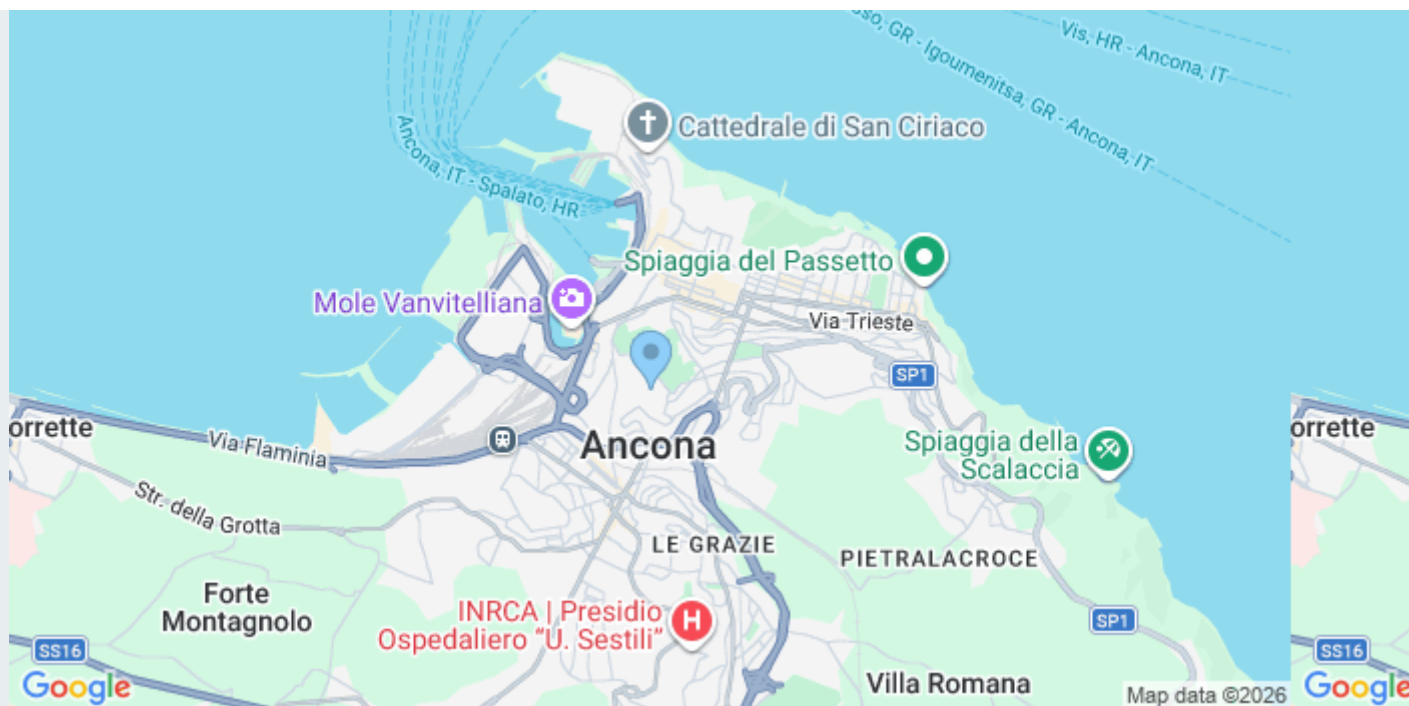 so, GR - Igoumenitsa, GR - Ancona, IT
Vis, HR - Ancona, IT
Cattedrale di San Ciriaco
Ancona, IT - Spalato, HR
Spiaggia del Passetto
Mole Vanvitelliana
Via Trieste
SP1
orrette
Via Flaminia
Ancona
Spiaggia della
Scalaccia
orrette
Str. della Grotta
LE GRAZIE
PIETRALACROCE
Forte
Montagnolo
INRCA | Presidio
Ospedaliero "U. Sestili"
H
SP1
SS16
SS16
Google
Villa Romana
Map data ©2026
Google